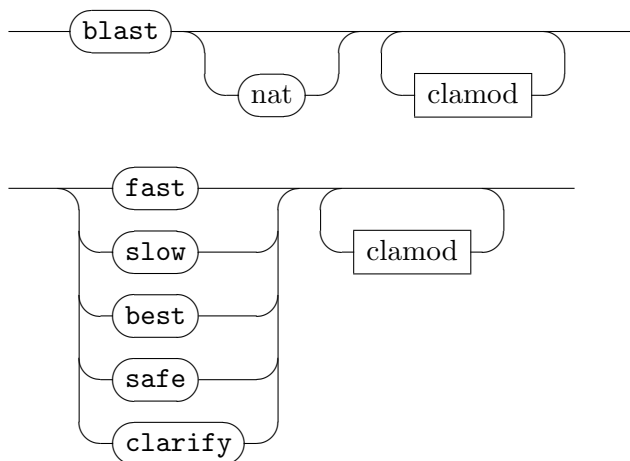 blast
nat
clamod
fast
slow
clamod
best
safe
clarify